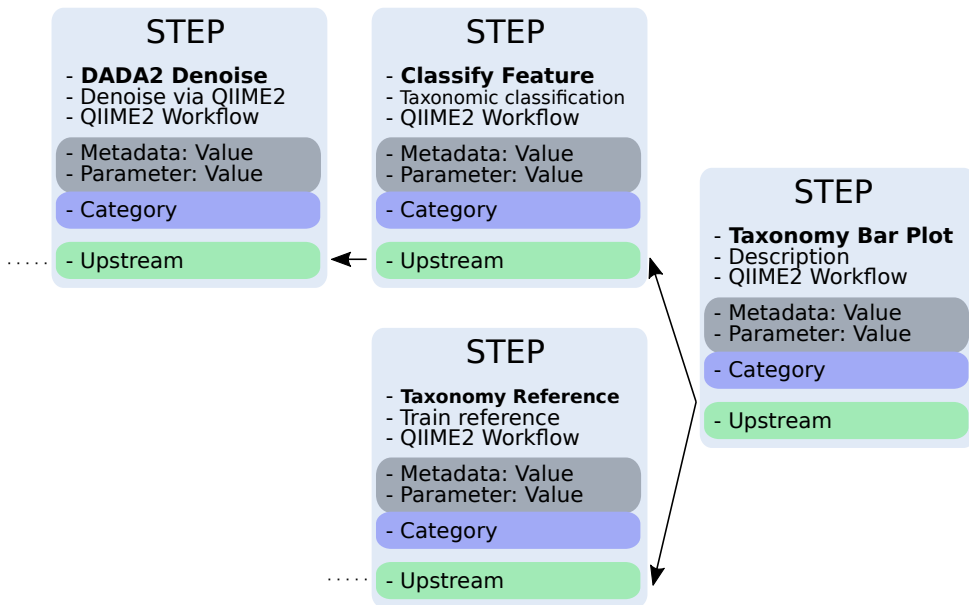 STEP
- DADA2 Denoise
- Denoise via QIIME2
- QIIME2 Workflow
- Metadata: Value
- Parameter: Value
- Category
- Upstream
STEP
- Classify Feature
- Taxonomic classification
- QIIME2 Workflow
- Metadata: Value
- Parameter: Value
- Category
- Upstream
STEP
- Taxonomy Reference
- Train reference
- QIIME2 Workflow
- Metadata: Value
- Parameter: Value
- Category
- Upstream
STEP
- Taxonomy Bar Plot
- Description
- QIIME2 Workflow
- Metadata: Value
- Parameter: Value
- Category
- Upstream